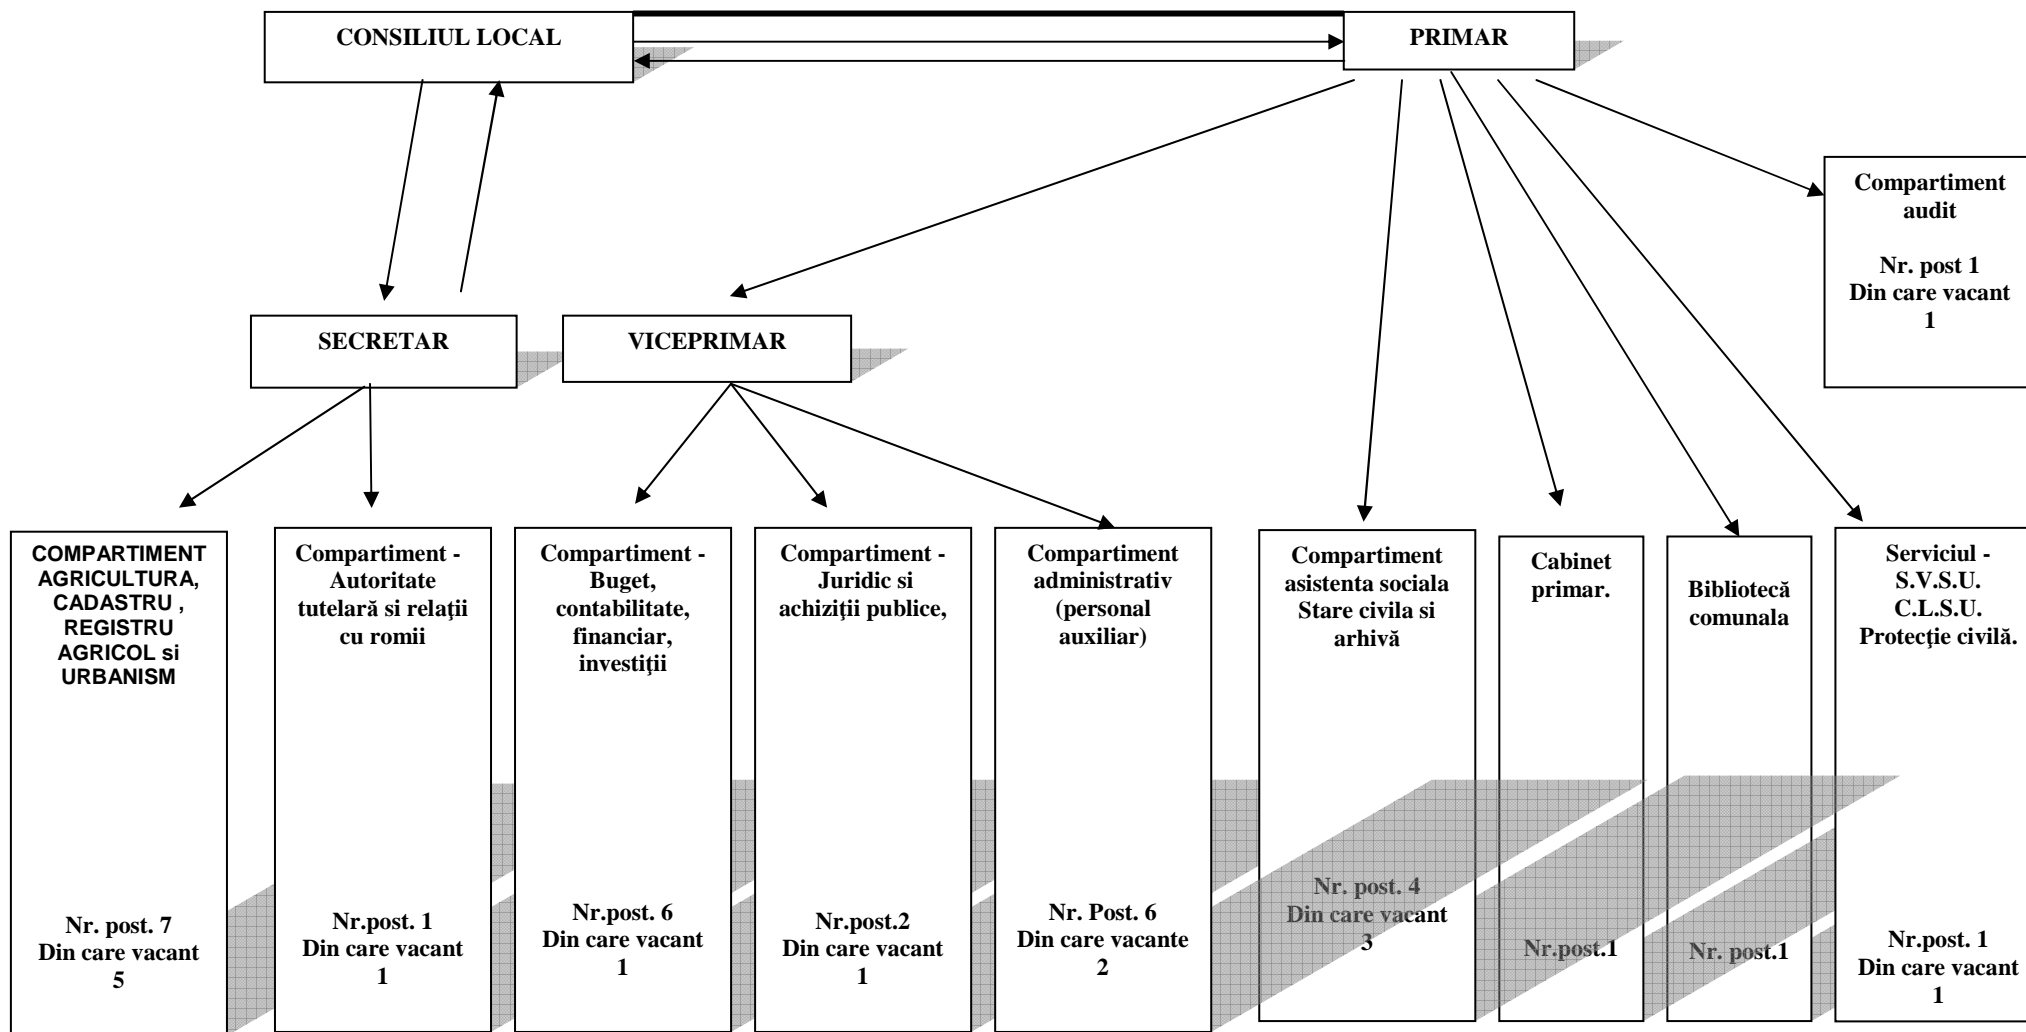 CONSILIUL LOCAL
PRIMAR
Compartiment
audit
Nr. post 1
Din care vacant
1
SECRETAR
VICEPRIMAR
COMPARTIMENT
AGRICULTURA,
CADASTRU ,
REGISTRU
AGRICOL si
URBANISM
Nr. post. 7
Din care vacant
5
Compartiment -
Autoritate
tutelară si relaţii
cu romii
Nr.post. 1
Din care vacant
1
Compartiment -
Buget,
contabilitate,
financiar,
investiţii
Nr.post. 6
Din care vacant
1
Compartiment -
Juridic si
achiziţii publice,
Nr.post.2
Din care vacant
1
Compartiment
administrativ
(personal
auxiliar)
Nr. Post. 6
Din care vacante
2
Compartiment
asistenta sociala
Stare civila si
arhivă
Nr. post. 4
Din care vacant
3
Cabinet
primar.
Nr.post.1
Bibliotecă
comunala
Nr. post.1
Serviciul -
S.V.S.U.
C.L.S.U.
Protecţie civilă.
Nr.post. 1
Din care vacant
1